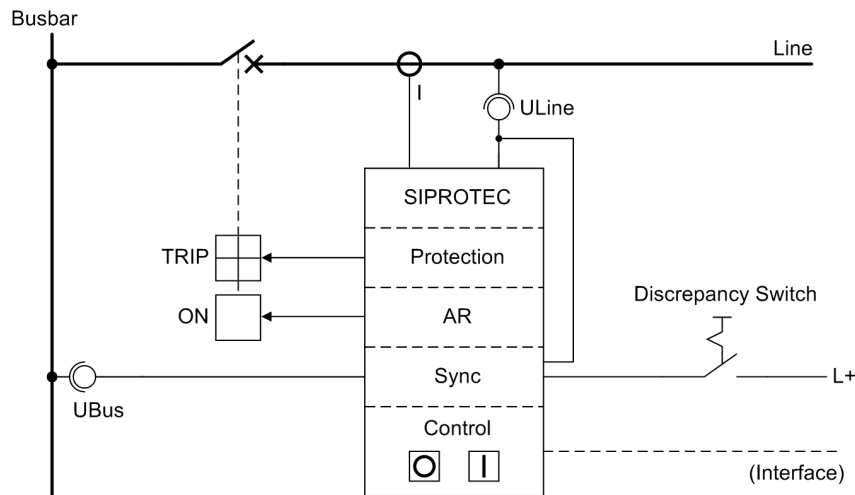 Busbar
Line
I
ULine
SIPROTEC
TRIP
Protection
Discrepancy Switch
ON
AR
Sync
L+
UBus
Control
O
I
(Interface)